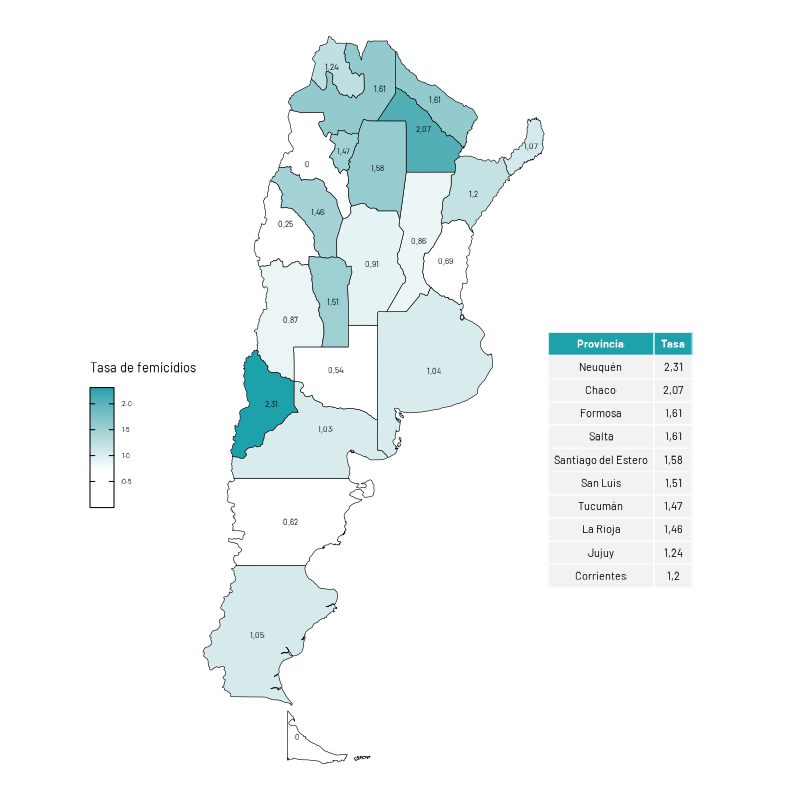 1,24
1,61
1,61
2,07
1,07
1,47
0
1,58
1,2
1,46
0,25
0,86
0,91
0,69
1,51
0,87
0,54
1,04
2,31
1,03
0,62
1,05
0
Tasa de femicidios
2.0
1.5
1.0
0.5
Provincia Tasa
Neuquén 2,31
Chaco 2,07
Formosa 1,61
Salta 1,61
Santiago del Estero 1,58
San Luis 1,51
Tucumán 1,47
La Rioja 1,46
Jujuy 1,24
Corrientes 1,2